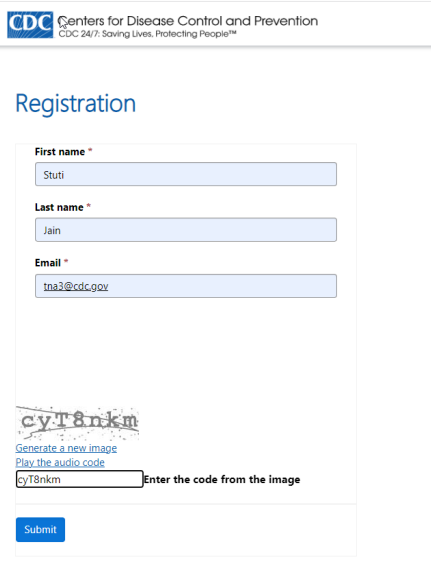 CDC Centers for Disease Control and Prevention
CDC 24/7: Saving Lives, Protecting People™
Registration
First name *
Stuti
Last name *
Jain
Email *
tna3@cdc.gov
cyT8nkm
Generate a new image
Play the audio code
cyT8nkm Enter the code from the image
Submit